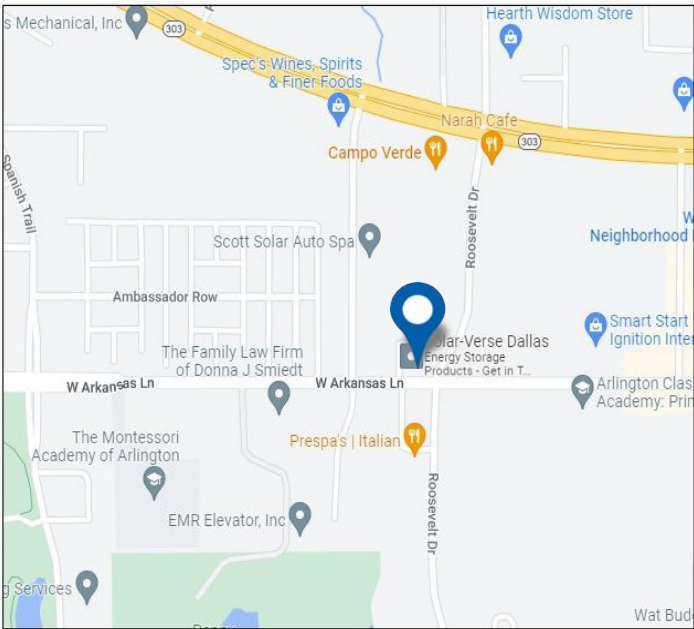 s Mechanical, Inc
303
Hearth Wisdom Store
Spec's Wines, Spirits
& Finer Foods
Narah Cafe
303
Campo Verde
Spanish Trail
Roosevelt Dr
W
Neighborhood
Scott Solar Auto Spa
Ambassador Row
Smart Start
Ignition Inter
lar-Verse Dallas
Energy Storage
Products - Get in T...
The Family Law Firm
of Donna J Smiedt
W Arkansas Ln
W Arkansas Ln
Arlington Clas
Academy: Prin
Prespa's | Italian
The Montessori
Academy of Arlington
Roosevelt Dr
EMR Elevator, Inc
g Services
Wat Bud